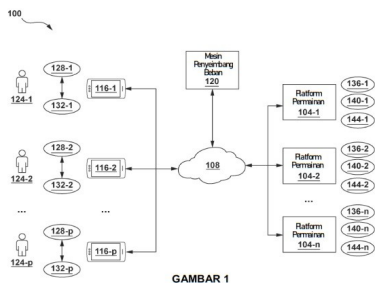 100
Mesin
Penyeimbang
Beban
120
124-1
128-1
132-1
116-1
124-2
128-2
132-2
116-2
...
...
124-p
128-p
132-p
116-p
108
Platform
Permainan
104-1
136-1
140-1
144-1
Platform
Permainan
104-2
136-2
140-2
144-2
...
Platform
Permainan
104-n
136-n
140-n
144-n
GAMBAR 1